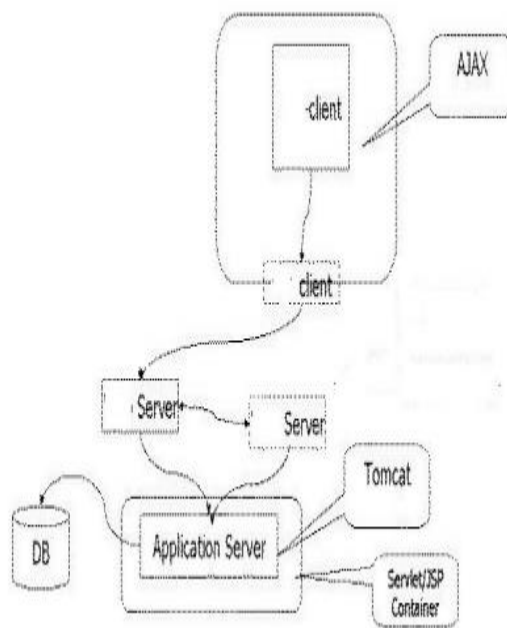 AJAX
-client
client
Server
Server
Tomcat
Application Server
DB
Servlet/JSP
Container